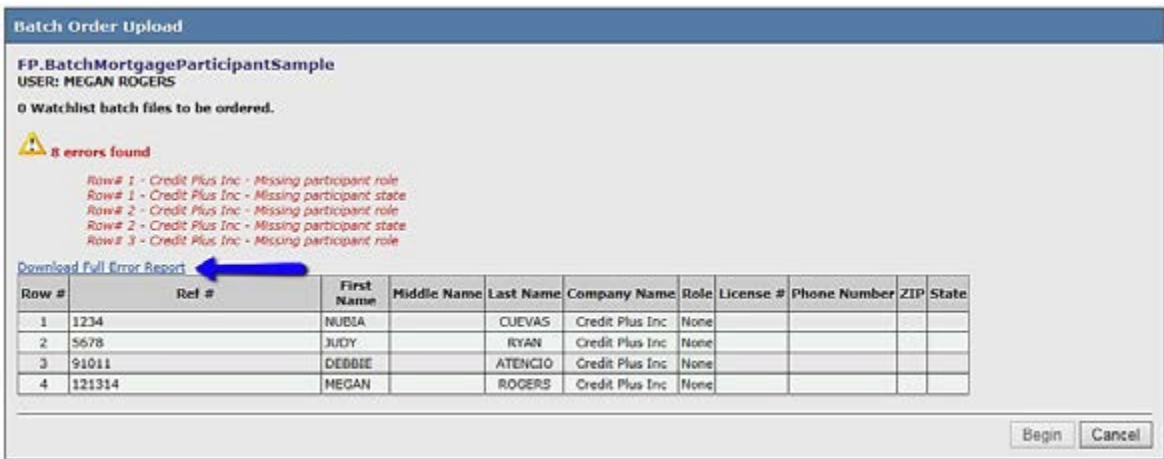 Batch Order Upload
FP.BatchMortgageParticipantSample
USER: MEGAN ROGERS
0 Watchlist batch files to be ordered.
8 errors found
Row# 1 - Credit Plus Inc - Missing participant role
Row# 1 - Credit Plus Inc - Missing participant state
Row# 2 - Credit Plus Inc - Missing participant role
Row# 2 - Credit Plus Inc - Missing participant state
Row# 3 - Credit Plus Inc - Missing participant role
Download Full Error Report
Row # Ref # First Name Middle Name Last Name Company Name Role License # Phone Number ZIP State
1 1234 NUBIA CUEVAS Credit Plus Inc None
2 5678 JUDY RYAN Credit Plus Inc None
3 91011 DEBBIE ATENCIO Credit Plus Inc None
4 121314 MEGAN ROGERS Credit Plus Inc None
Begin Cancel